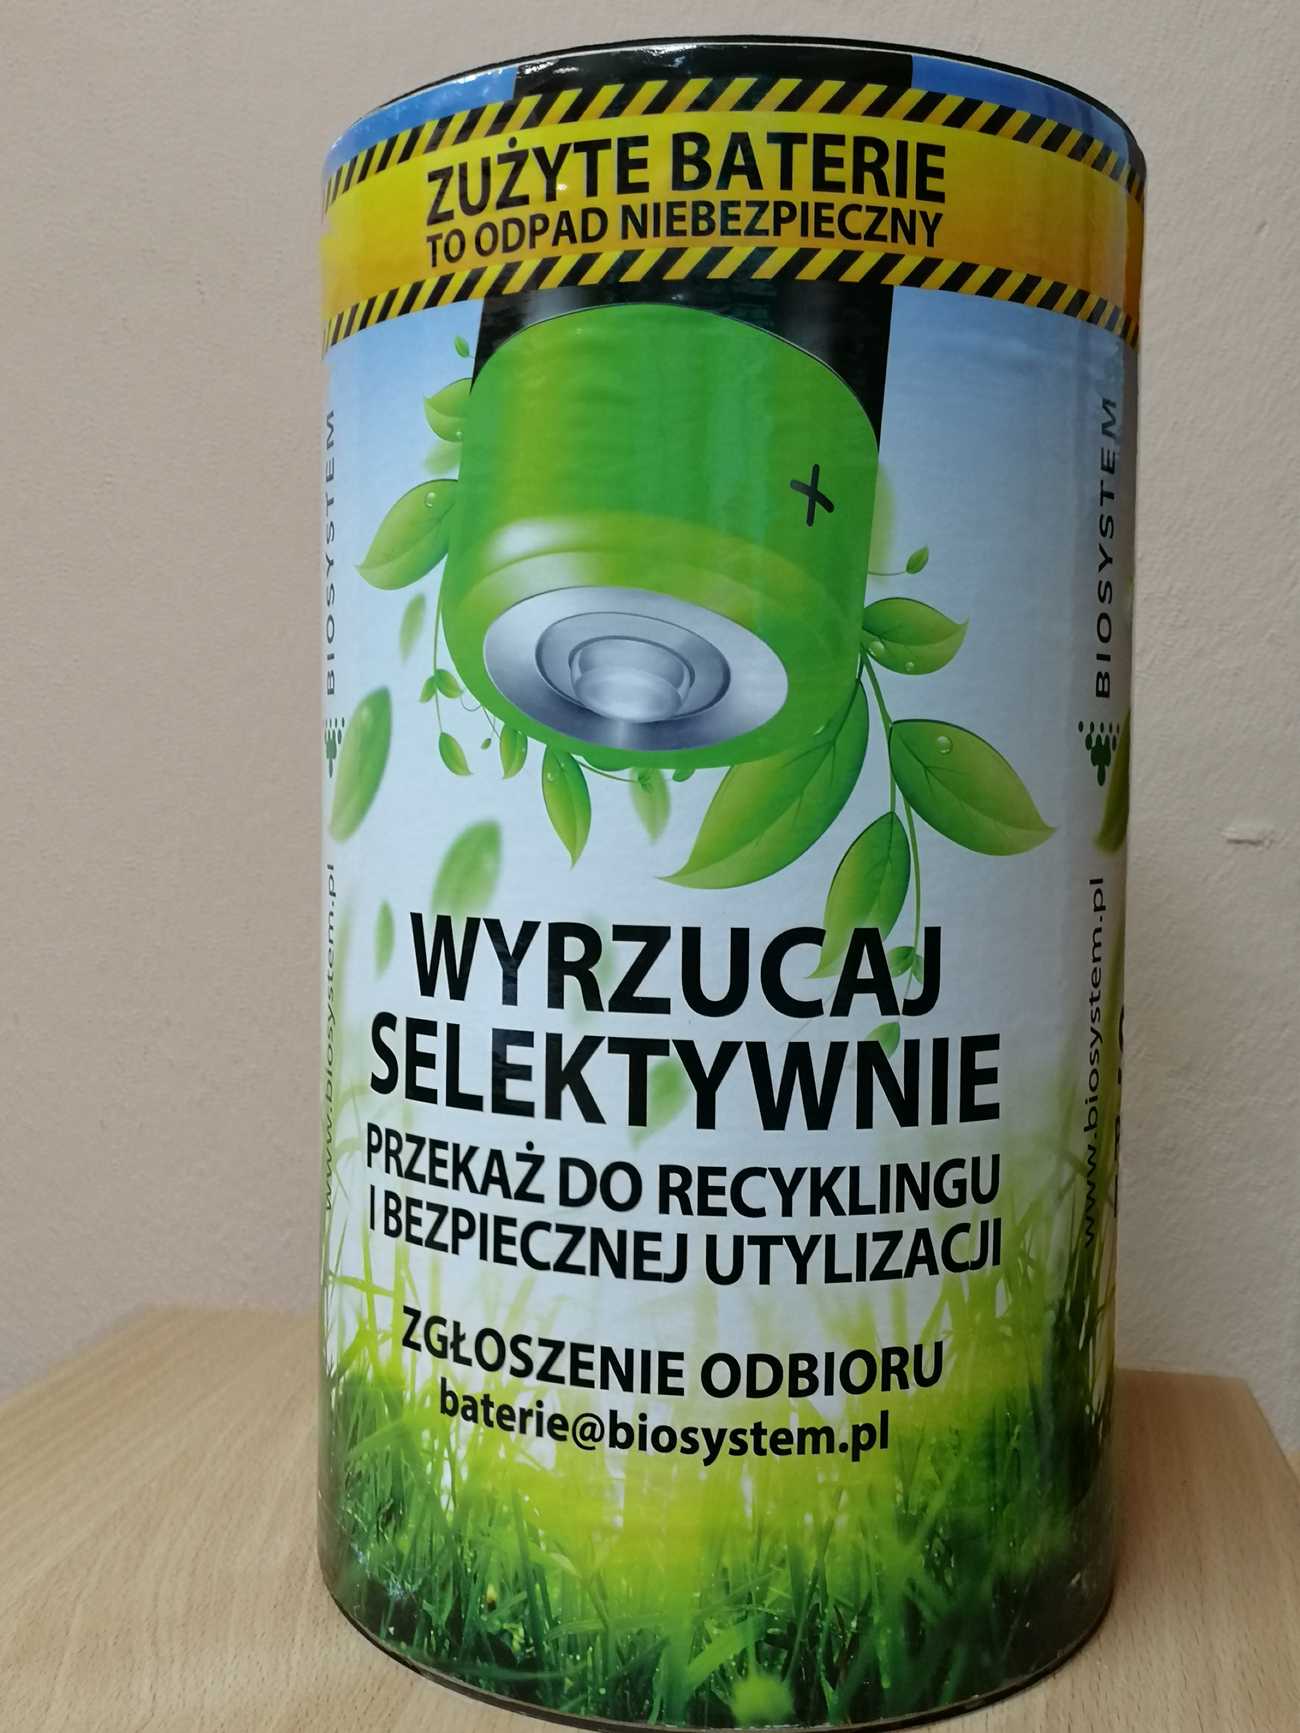 ZUŻYTE BATERIE
TO ODPAD NIEBEZPIECZNY
+
BIOSYSTEM
www.biosystem.pl
BIOSYSTEM
www.biosystem.pl
WYRZUCAJ
SELEKTYWNIE
PRZEKAŻ DO RECYKLINGU
I BEZPIECZNEJ UTYLIZACJI
ZGŁOSZENIE ODBIORU
baterie@biosystem.pl